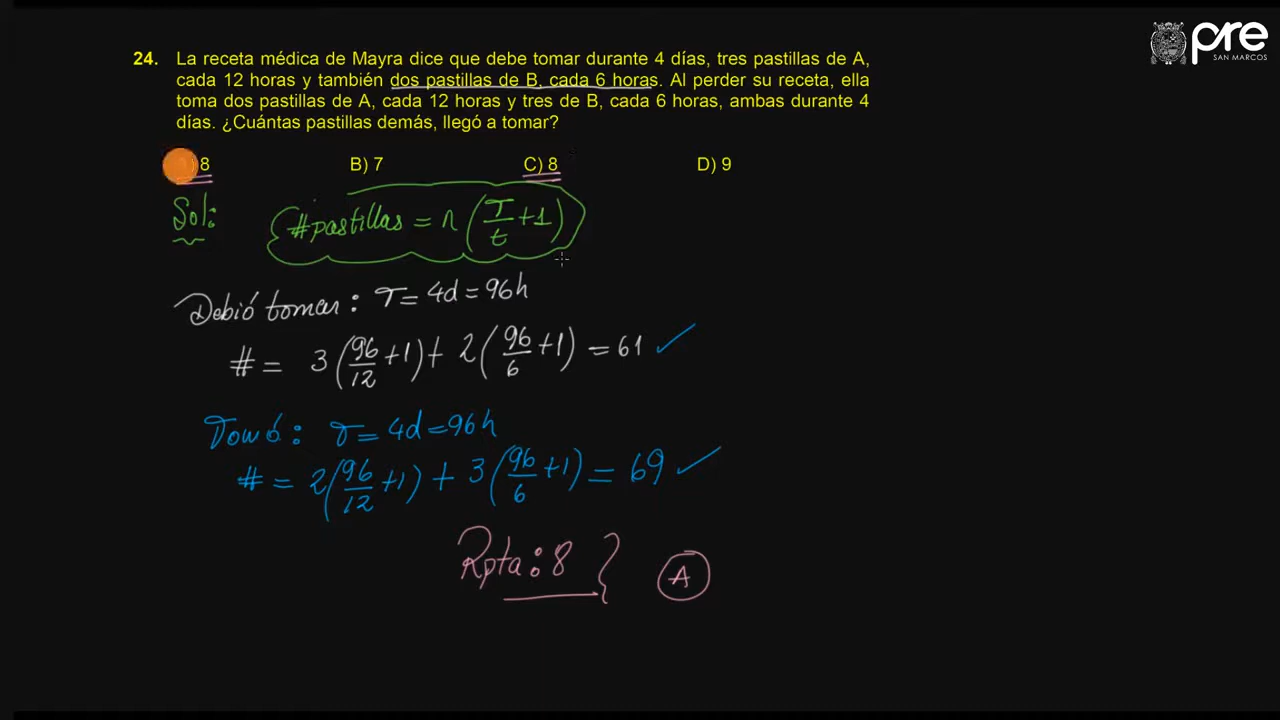 pre
SAN MARCOS
24. La receta médica de Mayra dice que debe tomar durante 4 días, tres pastillas de A,
cada 12 horas y también dos pastillas de B, cada 6 horas. Al perder su receta, ella
toma dos pastillas de A, cada 12 horas y tres de B, cada 6 horas, ambas durante 4
días. ¿Cuántas pastillas demás, llegó a tomar?
) 8 B) 7 C) 8 D) 9
Sol: #pastillas = n (T/t + 1)
Debió tomar: T = 4d = 96h
# = 3 (96/12 + 1) + 2 (96/6 + 1) = 61 ✓
Tomó: T = 4d = 96h
# = 2 (96/12 + 1) + 3 (96/6 + 1) = 69 ✓
Rpta: 8 } A